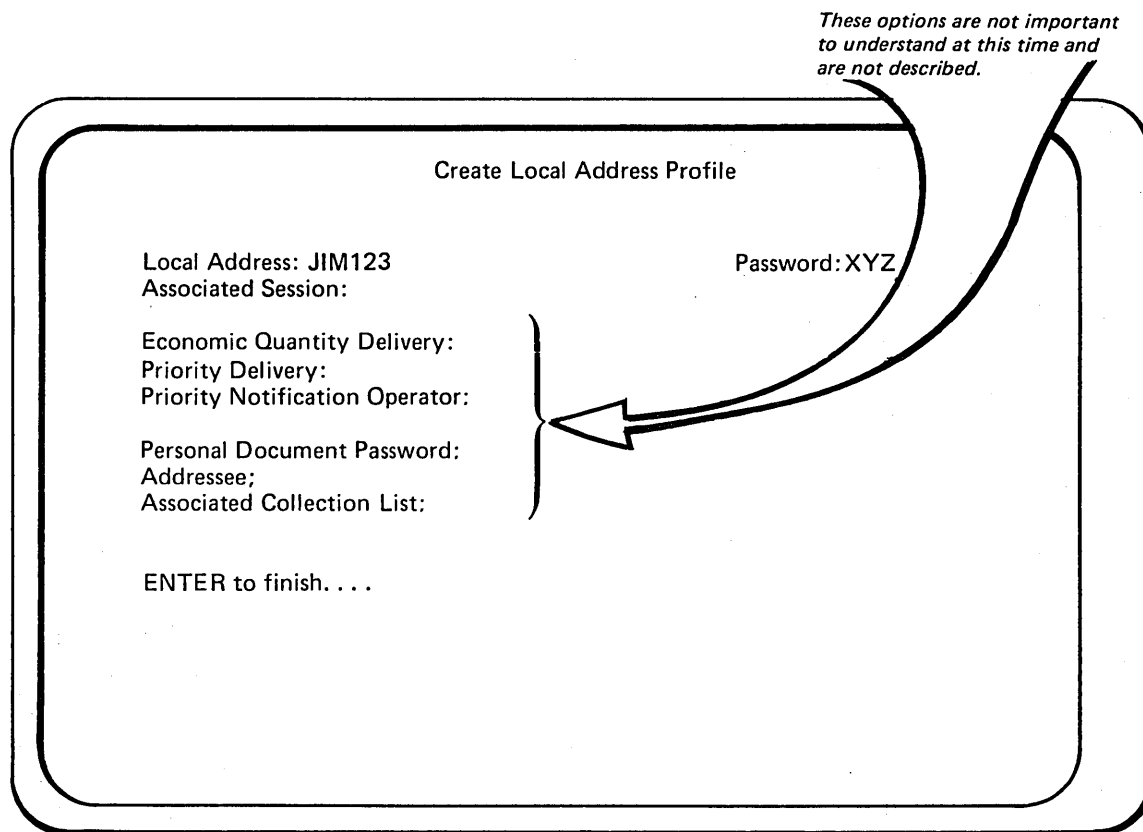 These options are not important
to understand at this time and
are not described.
Create Local Address Profile
Local Address: JIM123 Password:XYZ
Associated Session:
Economic Quantity Delivery:
Priority Delivery:
Priority Notification Operator:
Personal Document Password:
Addressee;
Associated Collection List:
ENTER to finish. . . .